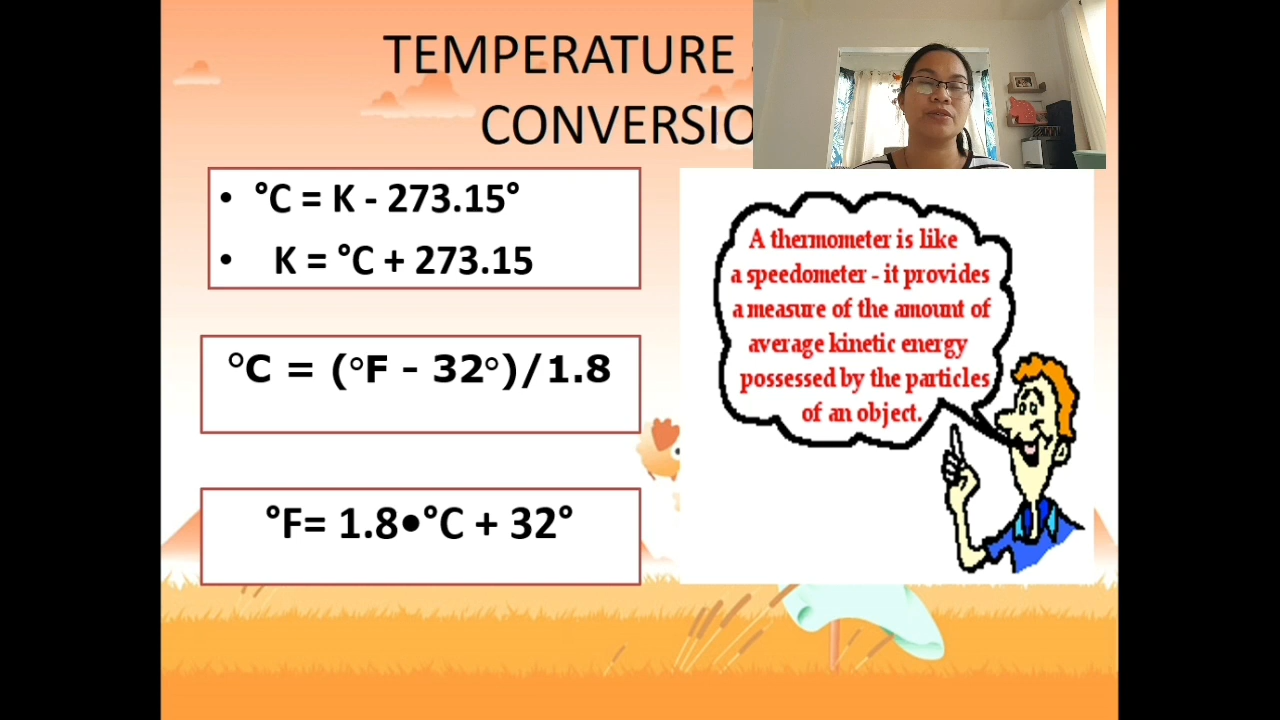 TEMPERATURE
CONVERSIO
• °C = K - 273.15°
• K = °C + 273.15
°C = (°F - 32°)/1.8
°F= 1.8•°C + 32°
A thermometer is like
a speedometer - it provides
a measure of the amount of
average kinetic energy
possessed by the particles
of an object.